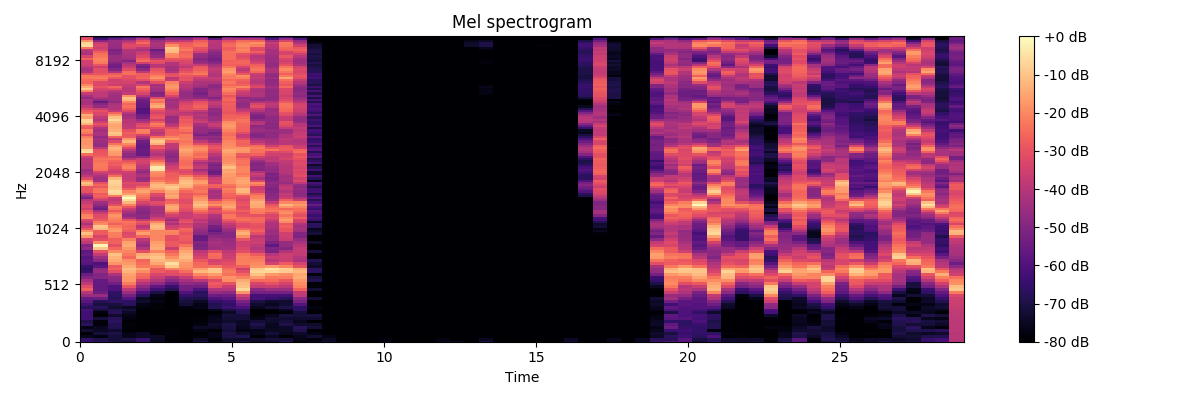 Mel spectrogram
Hz
8192
4096
2048
1024
512
0
0 5 10 15 20 25
Time
+0 dB
-10 dB
-20 dB
-30 dB
-40 dB
-50 dB
-60 dB
-70 dB
-80 dB